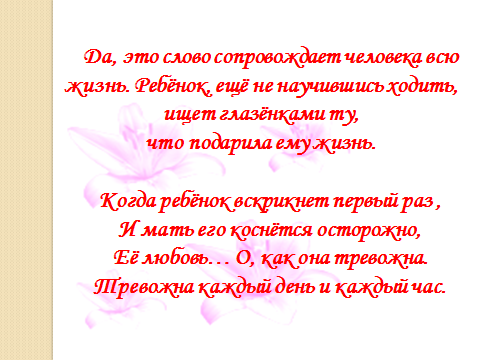 Да, это слово сопровождает человека всю
жизнь. Ребёнок, ещё не научившись ходить,
ищет глазёнками ту,
что подарила ему жизнь.
Когда ребёнок вскрикнет первый раз,
И мать его коснётся осторожно,
Её любовь… О, как она тревожна.
Тревожна каждый день и каждый час.